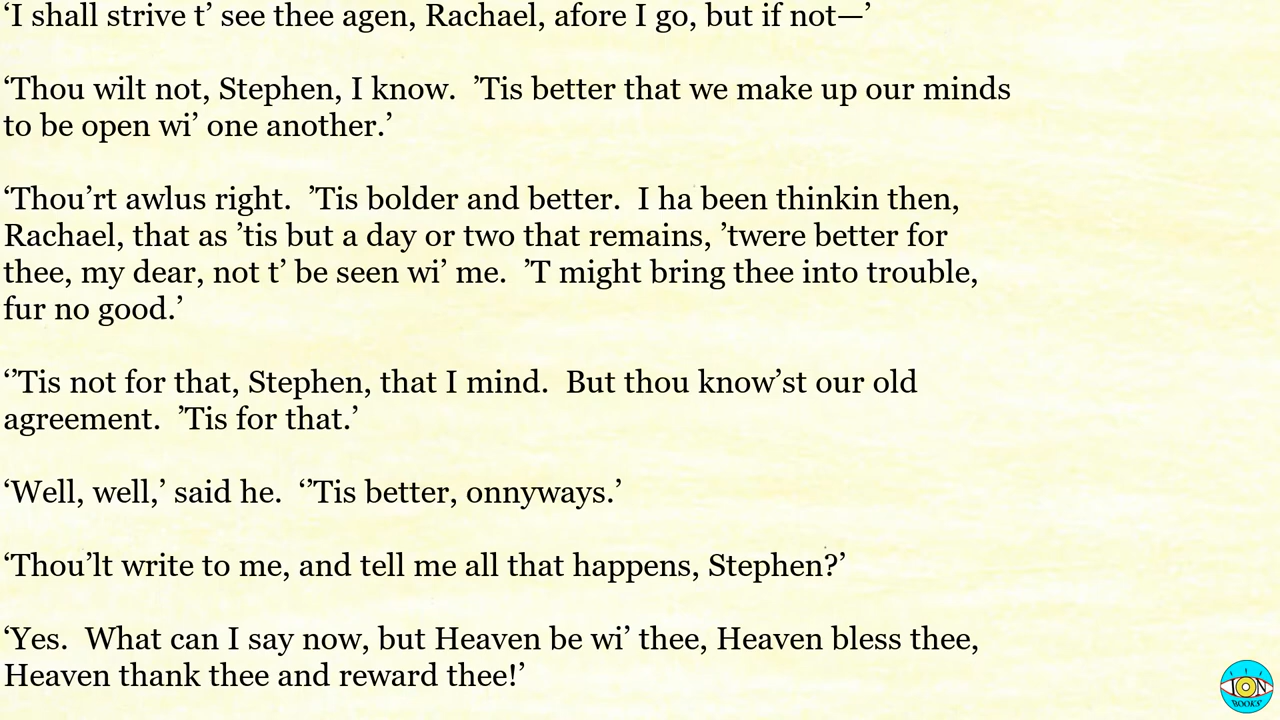 ‘I shall strive t’ see thee agen, Rachael, afore I go, but if not—’
‘Thou wilt not, Stephen, I know.  ’Tis better that we make up our minds
to be open wi’ one another.’
‘Thou’rt awlus right.  ’Tis bolder and better.  I ha been thinkin then,
Rachael, that as ’tis but a day or two that remains, ’twere better for
thee, my dear, not t’ be seen wi’ me.  ’T might bring thee into trouble,
fur no good.’
‘’Tis not for that, Stephen, that I mind.  But thou know’st our old
agreement.  ’Tis for that.’
‘Well, well,’ said he.  ‘’Tis better, onnyways.’
‘Thou’lt write to me, and tell me all that happens, Stephen?’
‘Yes.  What can I say now, but Heaven be wi’ thee, Heaven bless thee,
Heaven thank thee and reward thee!’
ION
BOOKS